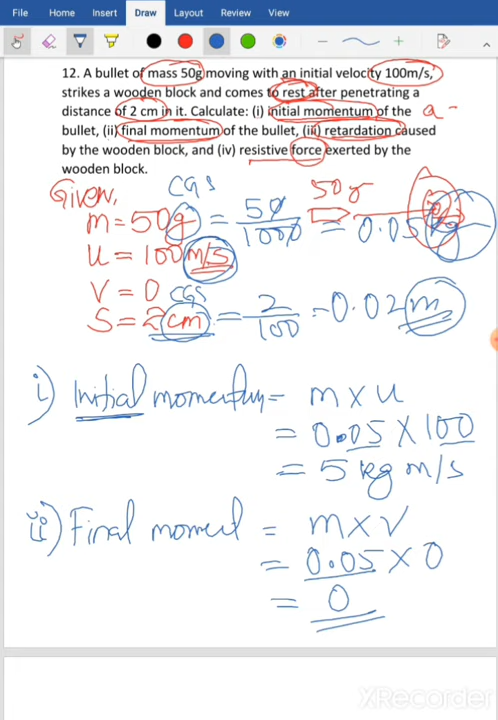 File Home Insert Draw Layout Review View
12. A bullet of mass 50g moving with an initial velocity 100m/s,
strikes a wooden block and comes to rest after penetrating a
distance of 2 cm in it. Calculate: (i) initial momentum of the a -
bullet, (ii) final momentum of the bullet, (iii) retardation caused
by the wooden block, and (iv) resistive force exerted by the
wooden block.
Given, CGS 50g
m = 50g = 50/1000 = 0.05 kg
u = 100m/s
v = 0 CGS
S = 2cm = 2/100 = 0.02 m
i) Initial momentum = m x u
= 0.05 x 100
= 5 kg m/s
ii) Final moment = m x v
= 0.05 x 0
= 0
XRecorder